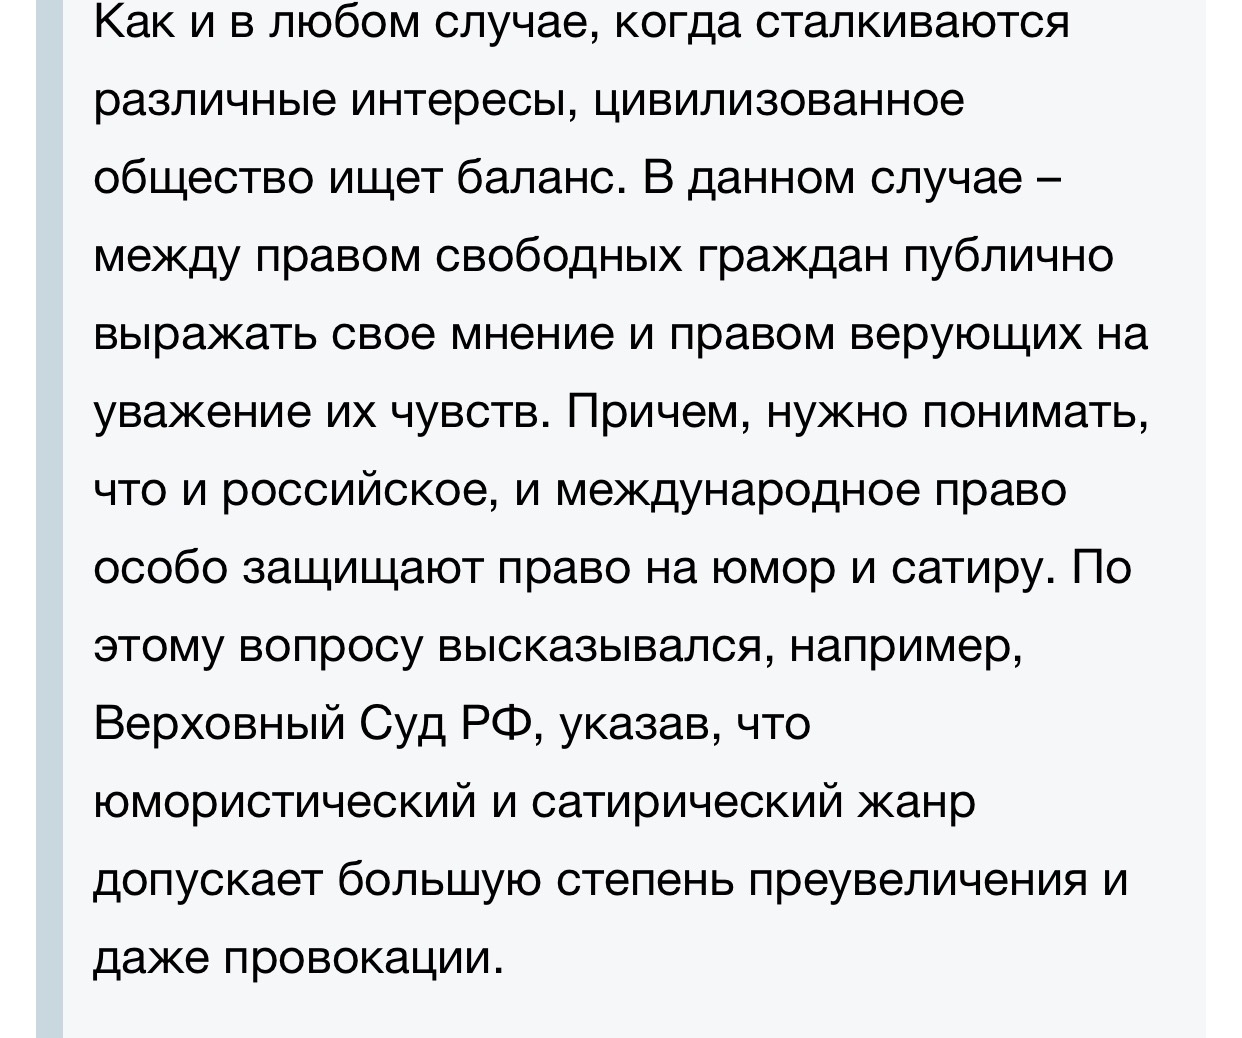 Как и в любом случае, когда сталкиваются
различные интересы, цивилизованное
общество ищет баланс. В данном случае –
между правом свободных граждан публично
выражать свое мнение и правом верующих на
уважение их чувств. Причем, нужно понимать,
что и российское, и международное право
особо защищают право на юмор и сатиру. По
этому вопросу высказывался, например,
Верховный Суд РФ, указав, что
юмористический и сатирический жанр
допускает большую степень преувеличения и
даже провокации.